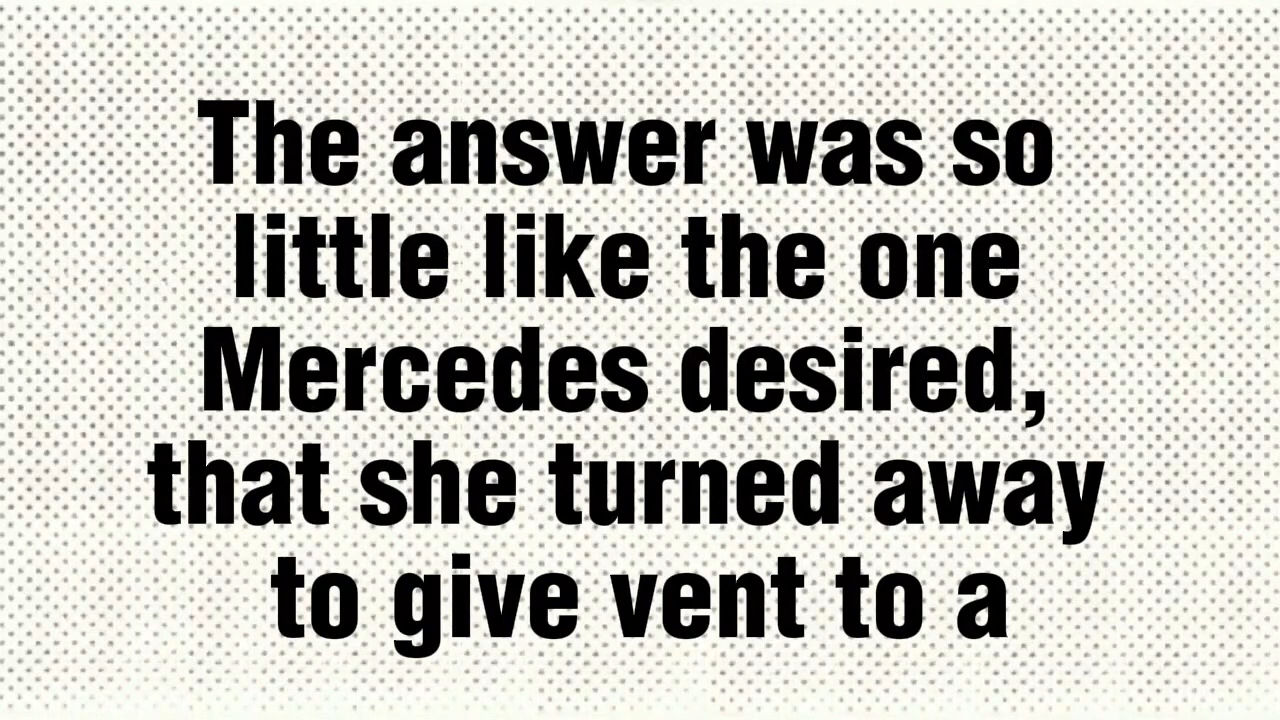 The answer was so
little like the one
Mercedes desired,
that she turned away
to give vent to a